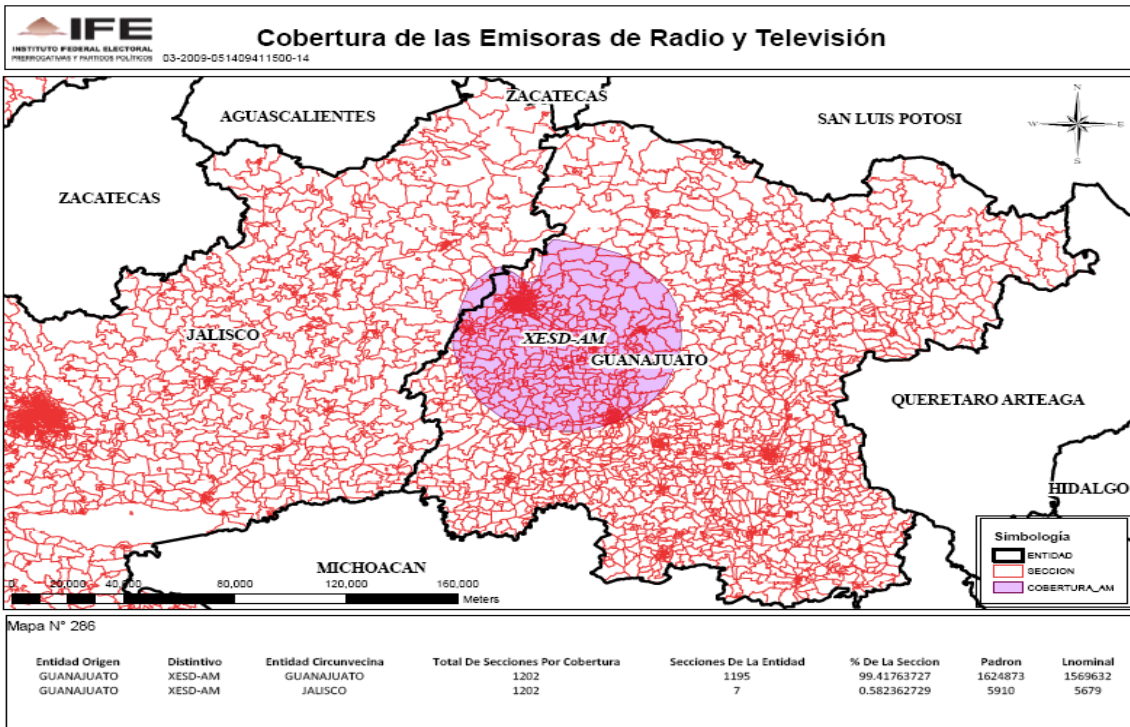 IFE
INSTITUTO FEDERAL ELECTORAL
PRERROGATIVAS Y PARTIDOS POLÍTICOS
03-2009-051409411500-14
Cobertura de las Emisoras de Radio y Televisión
ZACATECAS
AGUASCALIENTES
SAN LUIS POTOSI
N
W
E
S
ZACATECAS
JALISCO
XESD-AM
GUANAJUATO
QUERETARO ARTEAGA
HIDALGO
MICHOACAN
0 20,000 40,000 80,000 120,000 160,000
Meters
Simbología
ENTIDAD
SECCION
COBERTURA_AM
Mapa N° 286
Entidad Origen Distintivo Entidad Circunvecina Total De Secciones Por Cobertura Secciones De La Entidad % De La Seccion Padron Lnominal
GUANAJUATO XESD-AM GUANAJUATO 1202 1195 99.41763727 1624873 1569632
GUANAJUATO XESD-AM JALISCO 1202 7 0.582362729 5910 5679